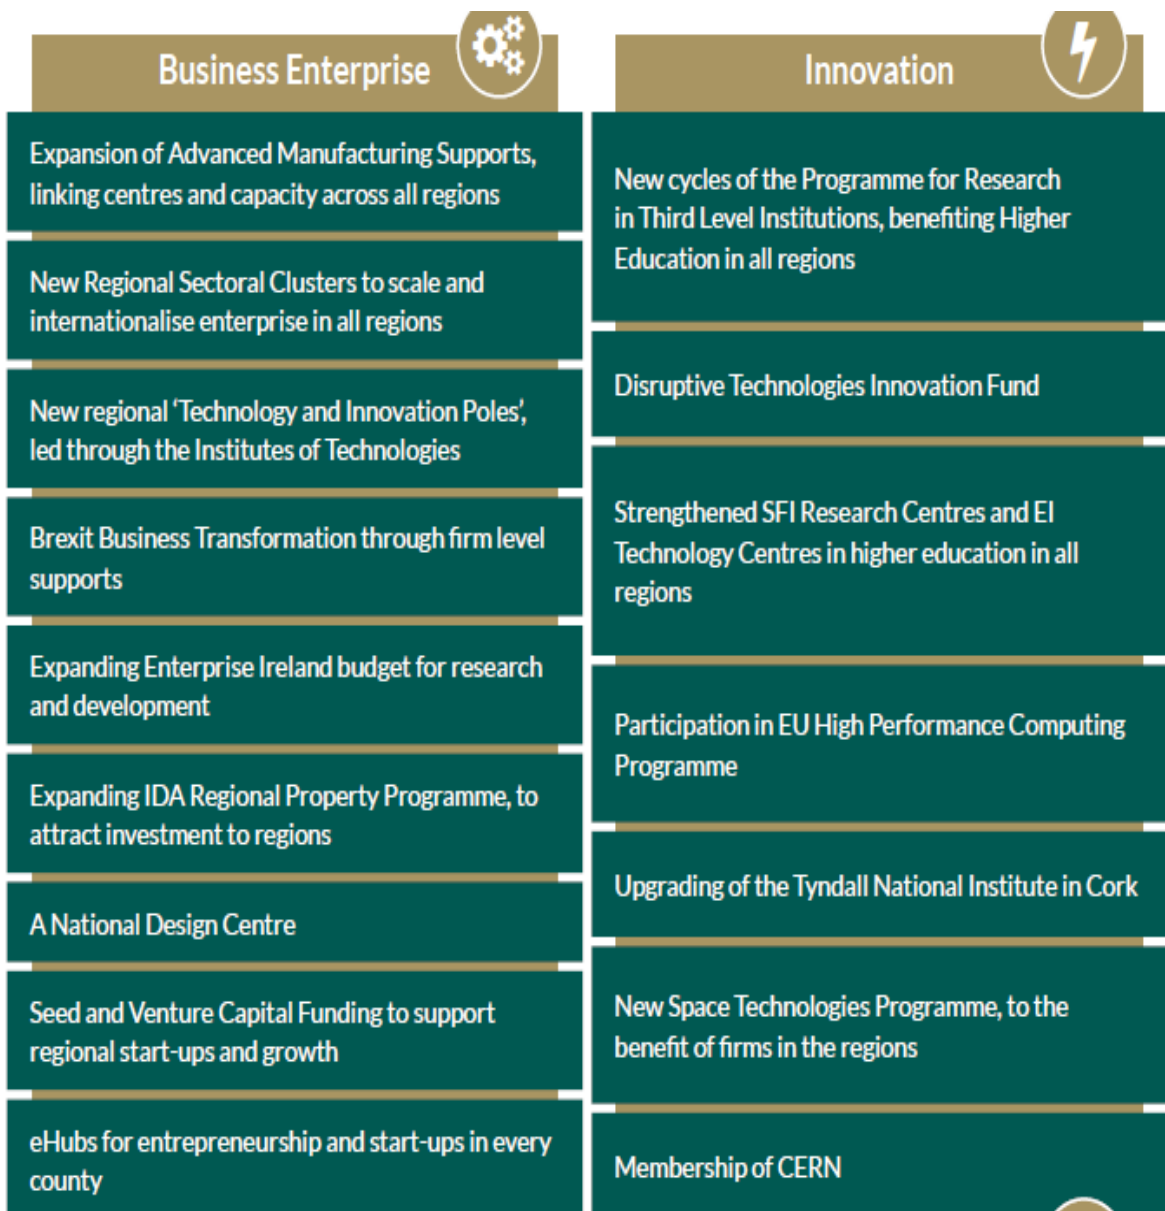 Business Enterprise
Expansion of Advanced Manufacturing Supports,
linking centres and capacity across all regions
New Regional Sectoral Clusters to scale and
internationalise enterprise in all regions
New regional ‘Technology and Innovation Poles’,
led through the Institutes of Technologies
Brexit Business Transformation through firm level
supports
Expanding Enterprise Ireland budget for research
and development
Expanding IDA Regional Property Programme, to
attract investment to regions
A National Design Centre
Seed and Venture Capital Funding to support
regional start-ups and growth
eHubs for entrepreneurship and start-ups in every
county
Innovation
New cycles of the Programme for Research
in Third Level Institutions, benefiting Higher
Education in all regions
Disruptive Technologies Innovation Fund
Strengthened SFI Research Centres and EI
Technology Centres in higher education in all
regions
Participation in EU High Performance Computing
Programme
Upgrading of the Tyndall National Institute in Cork
New Space Technologies Programme, to the
benefit of firms in the regions
Membership of CERN